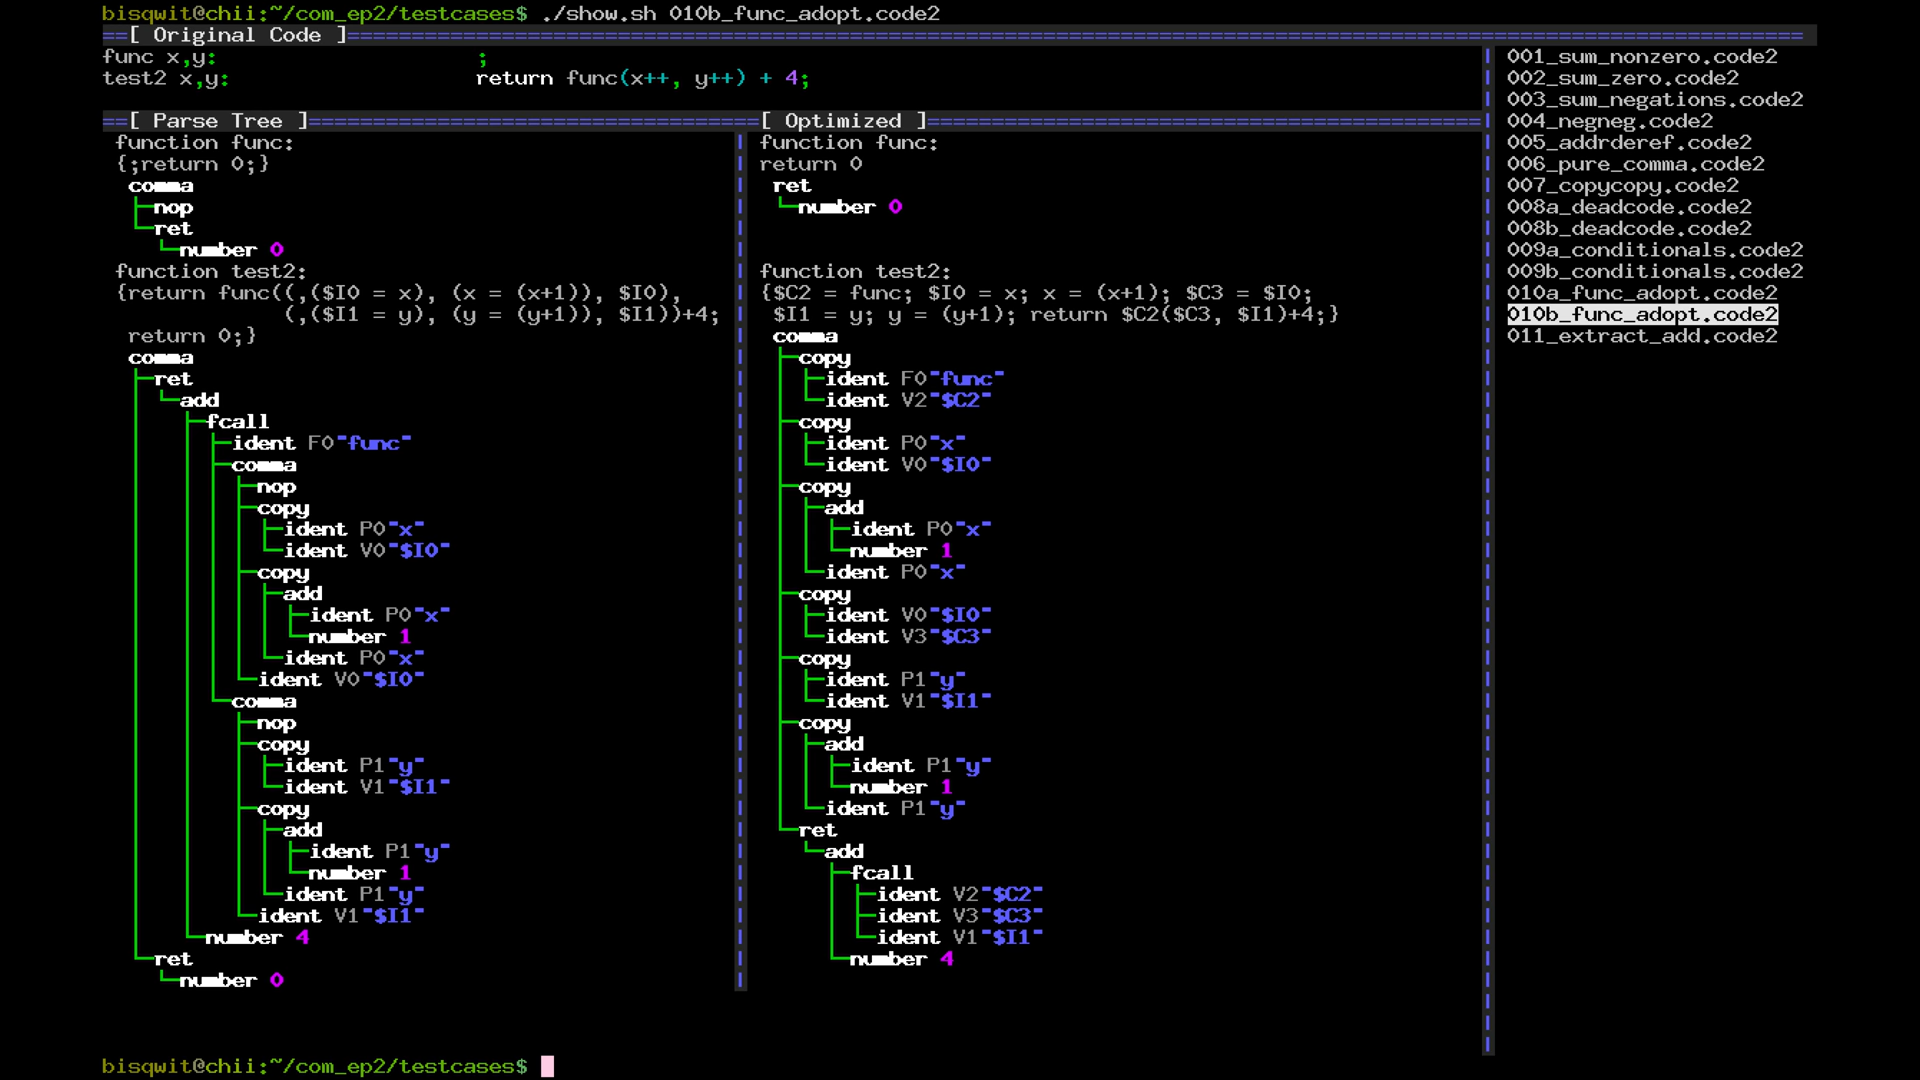 bisqwit@chii:~/com_ep2/testcases$ ./show.sh 010b_func_adopt.code2
==[ Original Code ]==
func x,y: ;
test2 x,y: return func(x++, y++) + 4;
==[ Parse Tree ]==
function func:
{;return 0;}
comma
nop
ret
number 0
function test2:
{return func((,($I0 = x), (x = (x+1)), $I0),
(,($I1 = y), (y = (y+1)), $I1))+4;
return 0;}
comma
ret
add
fcall
ident F0"func"
comma
nop
copy
ident P0"x"
ident V0"$I0"
copy
add
ident P0"x"
number 1
ident P0"x"
ident V0"$I0"
comma
nop
copy
ident P1"y"
ident V1"$I1"
copy
add
ident P1"y"
number 1
ident P1"y"
ident V1"$I1"
number 4
ret
number 0
[ Optimized ]==
function func:
return 0
ret
number 0
function test2:
{$C2 = func; $I0 = x; x = (x+1); $C3 = $I0;
$I1 = y; y = (y+1); return $C2($C3, $I1)+4;}
comma
copy
ident F0"func"
ident V2"$C2"
copy
ident P0"x"
ident V0"$I0"
copy
add
ident P0"x"
number 1
ident P0"x"
copy
ident V0"$I0"
ident V3"$C3"
copy
ident P1"y"
ident V1"$I1"
copy
add
ident P1"y"
number 1
ident P1"y"
ret
add
fcall
ident V2"$C2"
ident V3"$C3"
ident V1"$I1"
number 4
001_sum_nonzero.code2
002_sum_zero.code2
003_sum_negations.code2
004_negneg.code2
005_addrderef.code2
006_pure_comma.code2
007_copycopy.code2
008a_deadcode.code2
008b_deadcode.code2
009a_conditionals.code2
009b_conditionals.code2
010a_func_adopt.code2
010b_func_adopt.code2
011_extract_add.code2
bisqwit@chii:~/com_ep2/testcases$